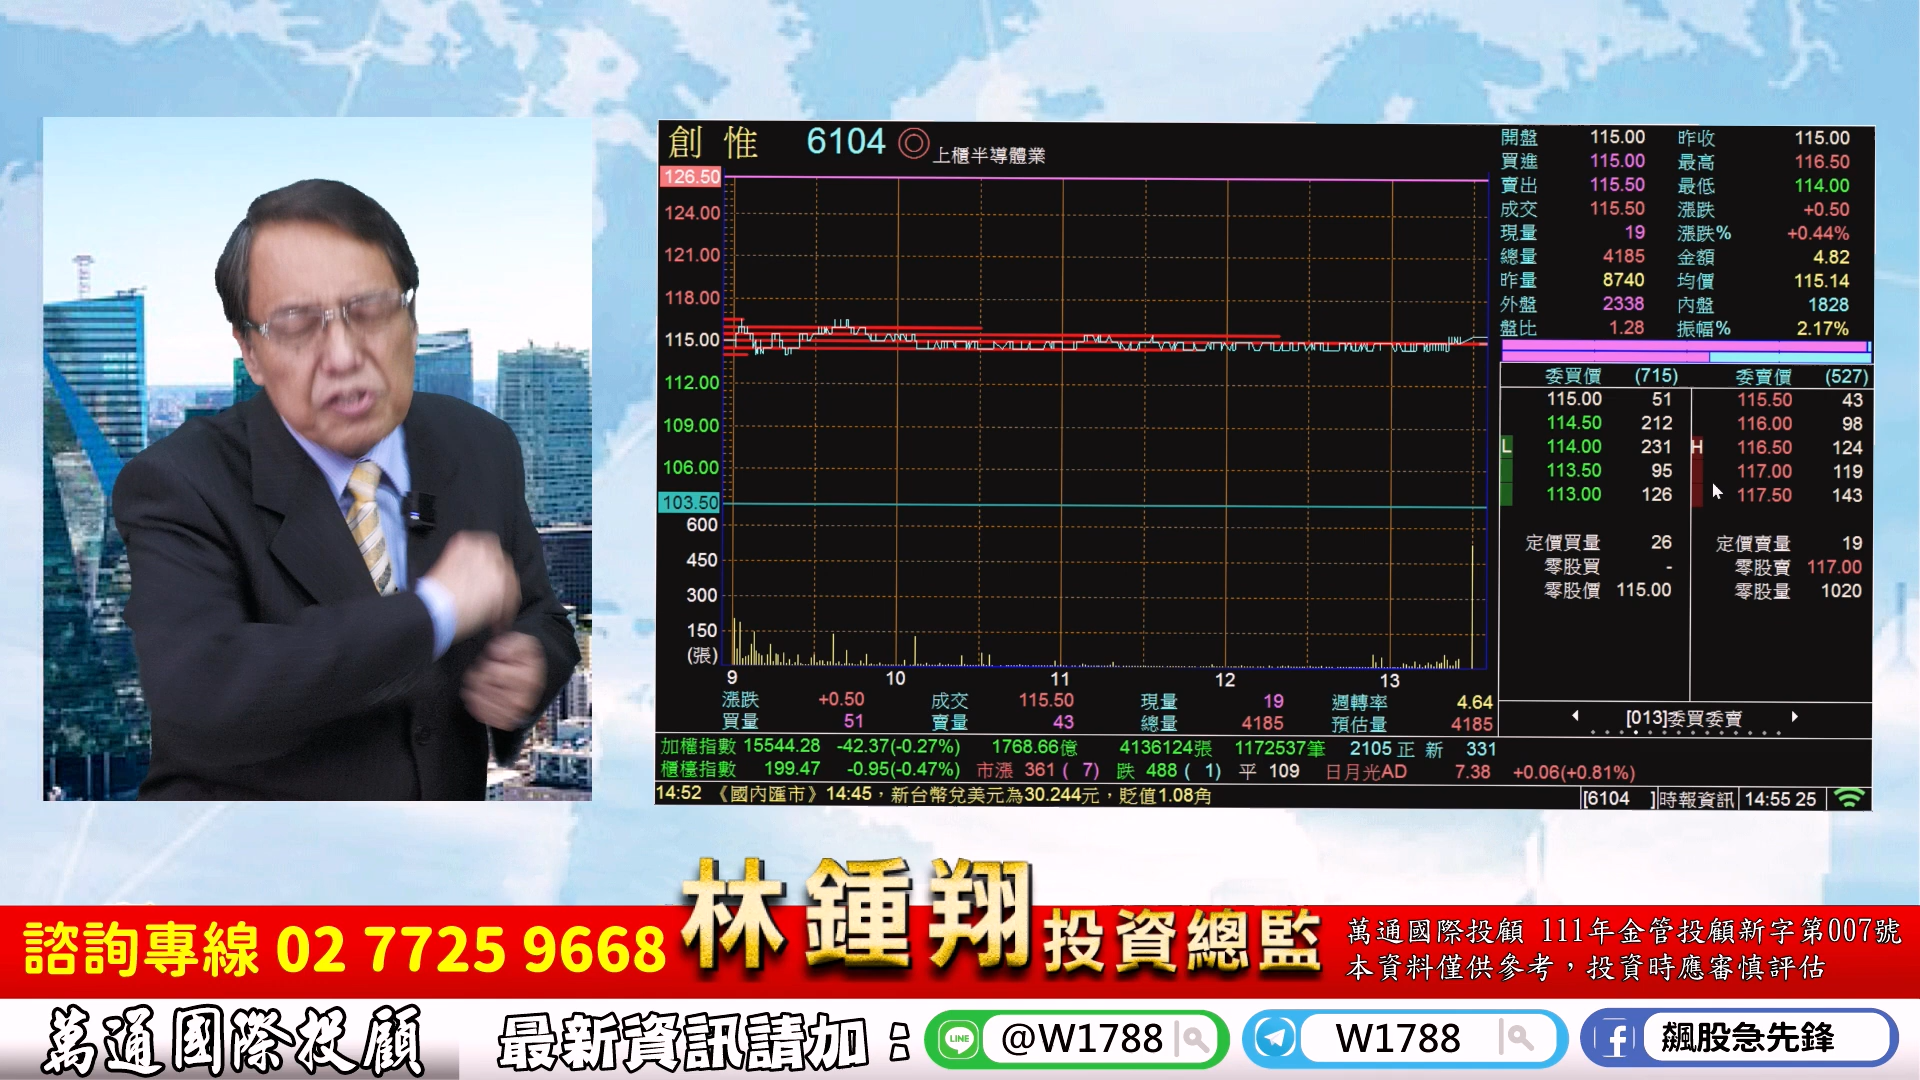 創惟 6104 ◎ 上櫃半導體業
126.50
124.00
121.00
118.00
115.00
112.00
109.00
106.00
103.50
600
450
300
150
(張)
9 10 11 12 13
漲跌 +0.50 成交 115.50 現量 19 週轉率 4.64
買量 51 賣量 43 總量 4185 預估量 4185
開盤 115.00 昨收 115.00
買進 115.00 最高 116.50
賣出 115.50 最低 114.00
成交 115.50 漲跌 +0.50
現量 19 漲跌% +0.44%
總量 4185 金額 4.82
昨量 8740 均價 115.14
外盤 2338 內盤 1828
盤比 1.28 振幅% 2.17%
委買價 (715) 委賣價 (527)
115.00 51 115.50 43
114.50 212 116.00 98
L 114.00 231 H 116.50 124
113.50 95 117.00 119
113.00 126 117.50 143
定價買量 26 定價賣量 19
零股買 - 零股賣 117.00
零股價 115.00 零股量 1020
[013]委買委賣
加權指數 15544.28 -42.37(-0.27%) 1768.66億 4136124張 1172537筆 2105 正 新 331
櫃檯指數 199.47 -0.95(-0.47%) 市漲 361 ( 7) 跌 488 ( 1) 平 109 日月光AD 7.38 +0.06(+0.81%)
14:52 《國內匯市》14:45，新台幣兌美元為30.244元，貶值1.08角 [6104 ] 時報資訊 14:55 25
諮詢專線 02 7725 9668
林鍾翔 投資總監
萬通國際投顧 111年金管投顧新字第007號
本資料僅供參考，投資時應審慎評估
萬通國際投顧
最新資訊請加：
LINE @W1788
W1788
f 飆股急先鋒